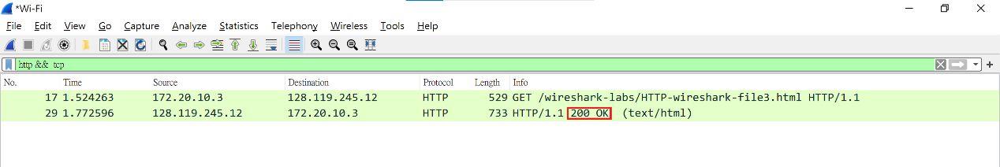 *Wi-Fi
File Edit View Go Capture Analyze Statistics Telephony Wireless Tools Help
http && tcp
No. Time Source Destination Protocol Length Info
17 1.524263 172.20.10.3 128.119.245.12 HTTP 529 GET /wireshark-labs/HTTP-wireshark-file3.html HTTP/1.1
29 1.772596 128.119.245.12 172.20.10.3 HTTP 733 HTTP/1.1 200 OK (text/html)